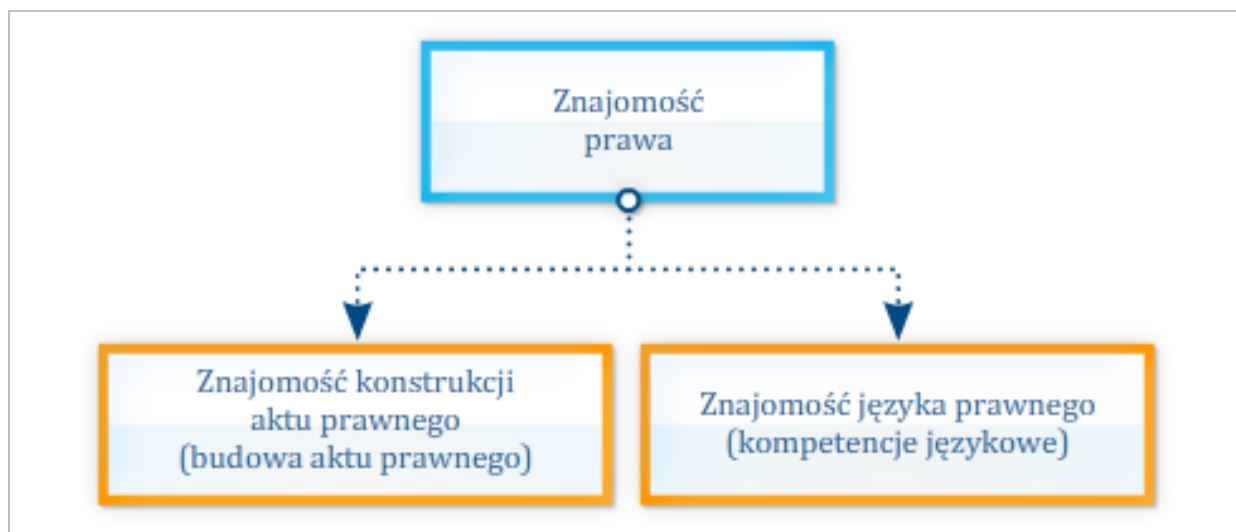 Znajomość
prawa
Znajomość konstrukcji
aktu prawnego
(budowa aktu prawnego)
Znajomość języka prawnego
(kompetencje językowe)